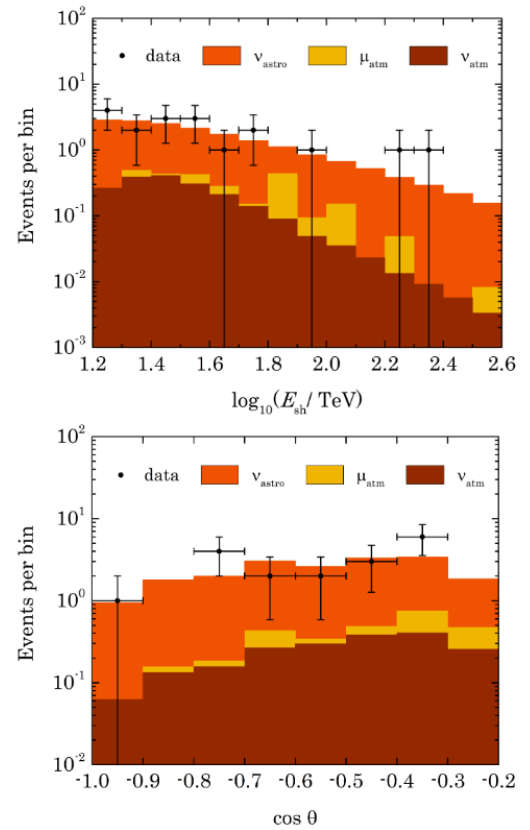 10²
data ν_astro μ_atm ν_atm
10¹
10⁰
10⁻¹
10⁻²
10⁻³
Events per bin
1.2 1.4 1.6 1.8 2.0 2.2 2.4 2.6
log₁₀(E_sh/ TeV)
10²
data ν_astro μ_atm ν_atm
10¹
10⁰
10⁻¹
10⁻²
Events per bin
-1.0 -0.9 -0.8 -0.7 -0.6 -0.5 -0.4 -0.3 -0.2
cos θ